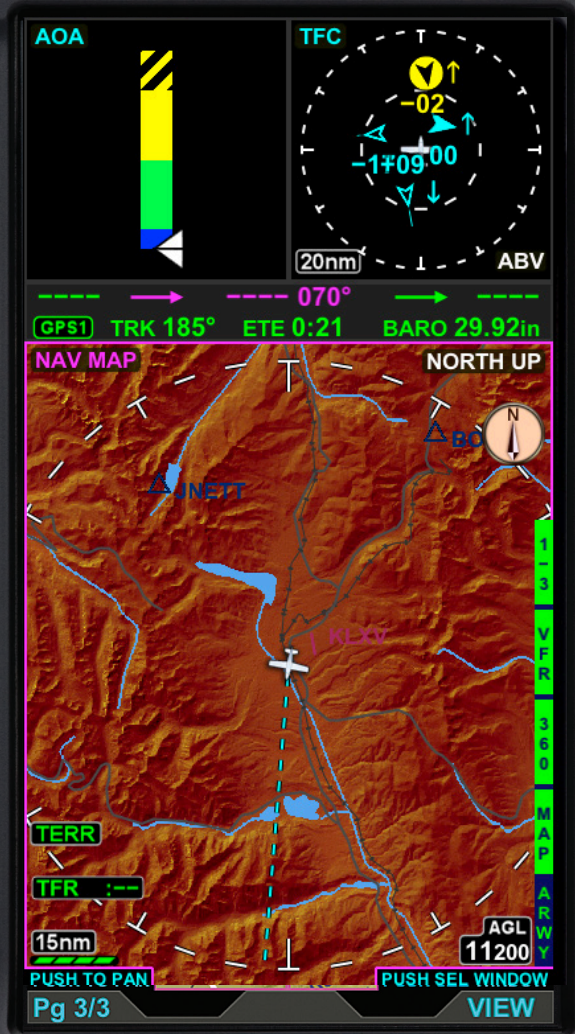 AOA
TFC
−02
−1
+09
00
20nm
ABV
---- ---- 070° ----
GPS1 TRK 185° ETE 0:21 BARO 29.92in
NAV MAP
NORTH UP
N
BO
JNETT
1-3
KLXV
VFR
360
MAP
TERR
TFR :--
ARWY
15nm
AGL
11200
PUSH TO PAN
PUSH SEL WINDOW
Pg 3/3
VIEW